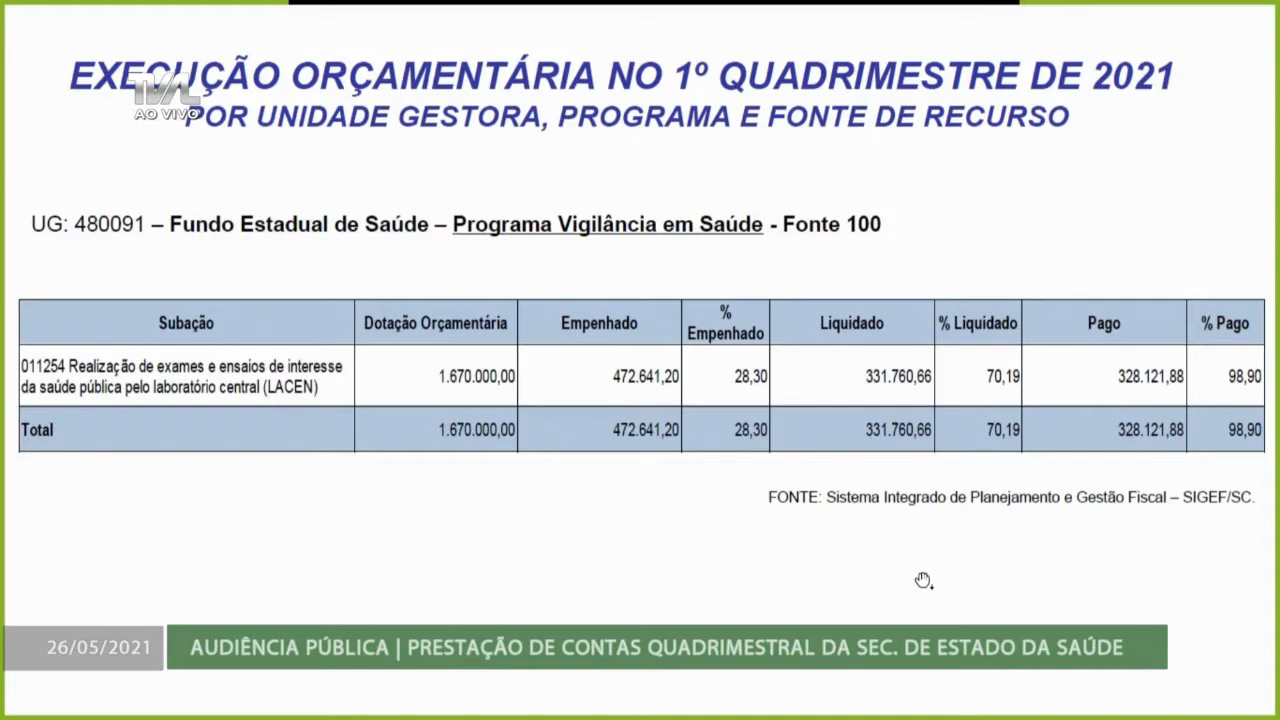 EXECUÇÃO ORÇAMENTÁRIA NO 1º QUADRIMESTRE DE 2021
TVAL
AO VIVO
POR UNIDADE GESTORA, PROGRAMA E FONTE DE RECURSO
UG: 480091 – Fundo Estadual de Saúde – Programa Vigilância em Saúde - Fonte 100
Subação Dotação Orçamentária Empenhado % Empenhado Liquidado % Liquidado Pago % Pago
011254 Realização de exames e ensaios de interesse
da saúde pública pelo laboratório central (LACEN) 1.670.000,00 472.641,20 28,30 331.760,66 70,19 328.121,88 98,90
Total 1.670.000,00 472.641,20 28,30 331.760,66 70,19 328.121,88 98,90
FONTE: Sistema Integrado de Planejamento e Gestão Fiscal – SIGEF/SC.
26/05/2021 AUDIÊNCIA PÚBLICA | PRESTAÇÃO DE CONTAS QUADRIMESTRAL DA SEC. DE ESTADO DA SAÚDE